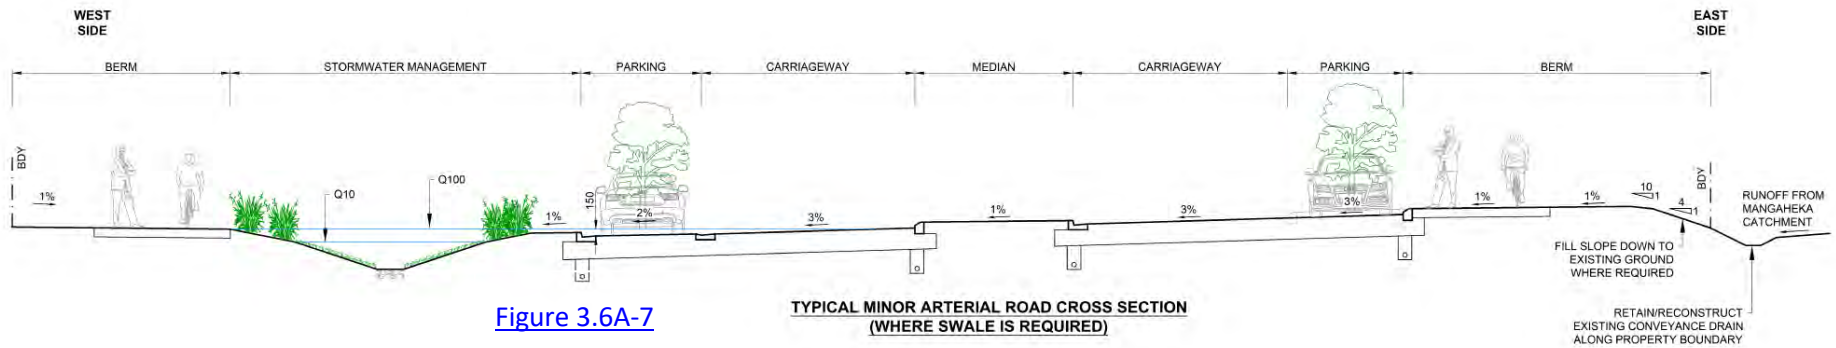 WEST
SIDE
EAST
SIDE
BERM
STORMWATER MANAGEMENT
PARKING
CARRIAGEWAY
MEDIAN
CARRIAGEWAY
PARKING
BERM
BDY
1%
Q10
Q100
1%
150
2%
3%
1%
3%
3%
1%
1%
10
1
4
1
BDY
RUNOFF FROM
MANGAHEKA
CATCHMENT
FILL SLOPE DOWN TO
EXISTING GROUND
WHERE REQUIRED
RETAIN/RECONSTRUCT
EXISTING CONVEYANCE DRAIN
ALONG PROPERTY BOUNDARY
Figure 3.6A-7
TYPICAL MINOR ARTERIAL ROAD CROSS SECTION
(WHERE SWALE IS REQUIRED)